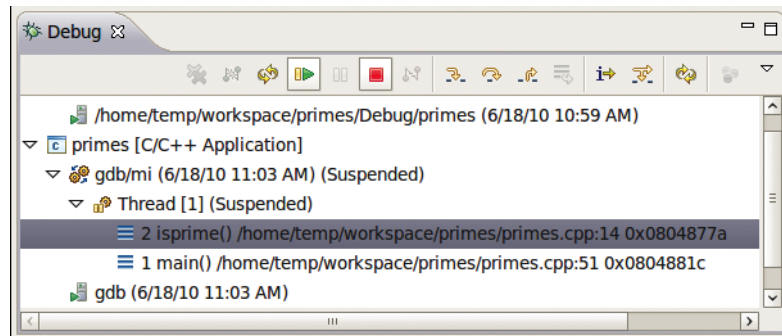 Debug
i
/home/temp/workspace/primes/Debug/primes (6/18/10 10:59 AM)
c primes [C/C++ Application]
gdb/mi (6/18/10 11:03 AM) (Suspended)
Thread [1] (Suspended)
2 isprime() /home/temp/workspace/primes/primes.cpp:14 0x0804877a
1 main() /home/temp/workspace/primes/primes.cpp:51 0x0804881c
gdb (6/18/10 11:03 AM)